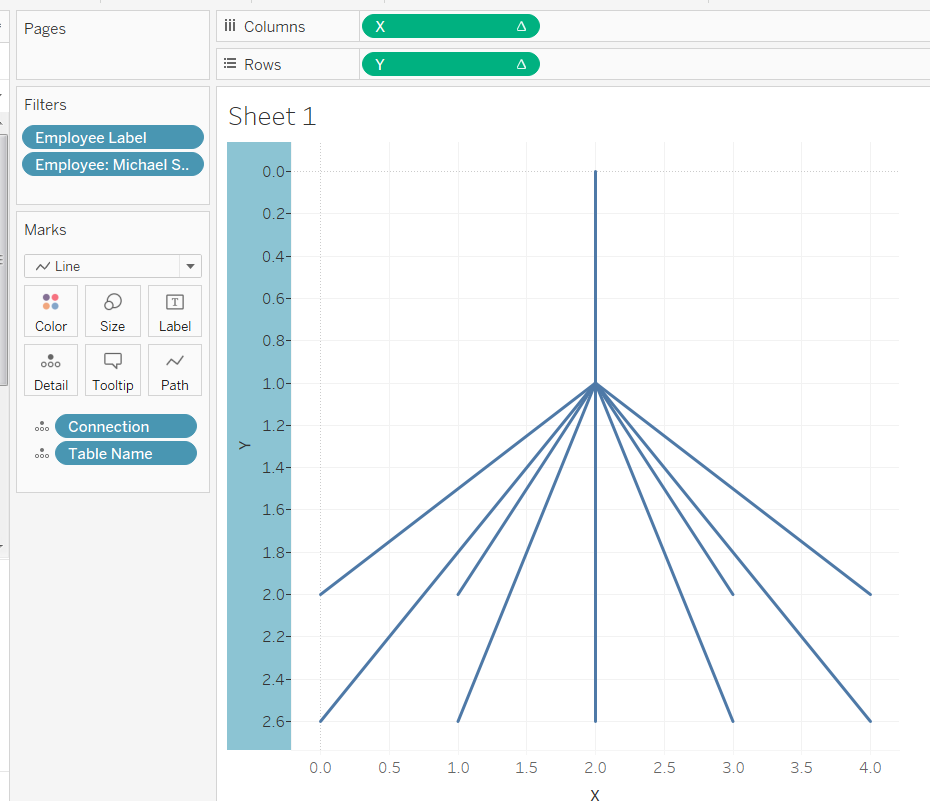 Pages
Columns
X
Δ
Rows
Y
Δ
Filters
Employee Label
Employee: Michael S..
Marks
Line
Color
Size
T
Label
Detail
Tooltip
Path
Connection
Table Name
Sheet 1
0.0
0.2
0.4
0.6
0.8
1.0
1.2
1.4
1.6
1.8
2.0
2.2
2.4
2.6
Y
0.0 0.5 1.0 1.5 2.0 2.5 3.0 3.5 4.0
X